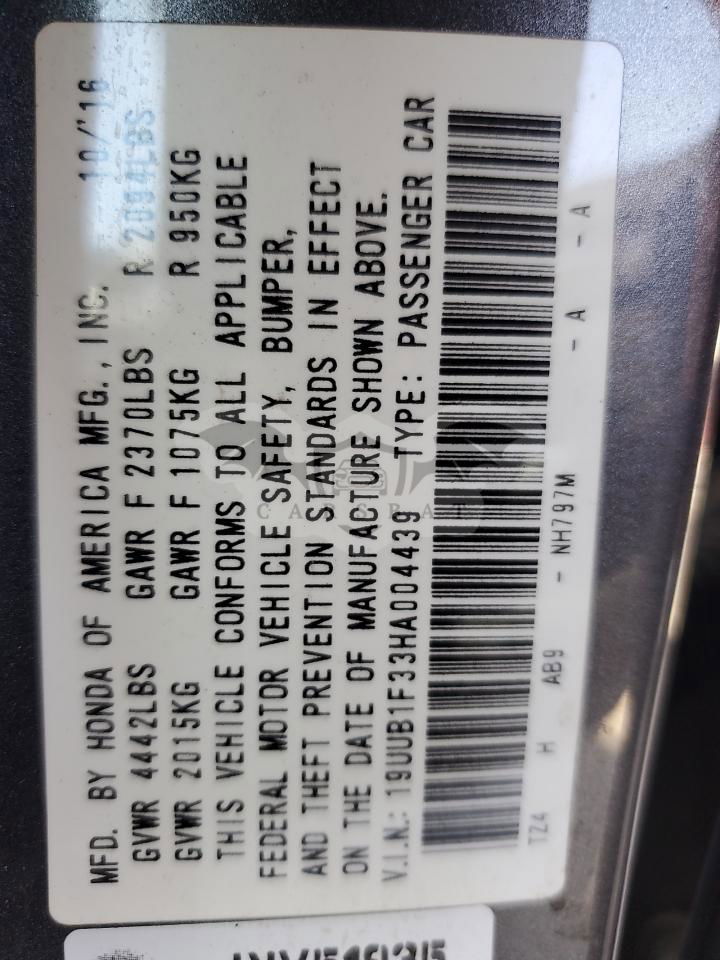 MFD. BY HONDA OF AMERICA MFG., INC. 10/'16
GVWR 4442LBS GAWR F 2370LBS R 2094LBS
GVWR 2015KG GAWR F 1075KG R 950KG
THIS VEHICLE CONFORMS TO ALL APPLICABLE
FEDERAL MOTOR VEHICLE SAFETY, BUMPER,
AND THEFT PREVENTION STANDARDS IN EFFECT
ON THE DATE OF MANUFACTURE SHOWN ABOVE.
V.I.N.: 19UUB1F33HA004439 TYPE: PASSENGER CAR
TZ4 H AB9 - NH797M - A - A
CARSBAT